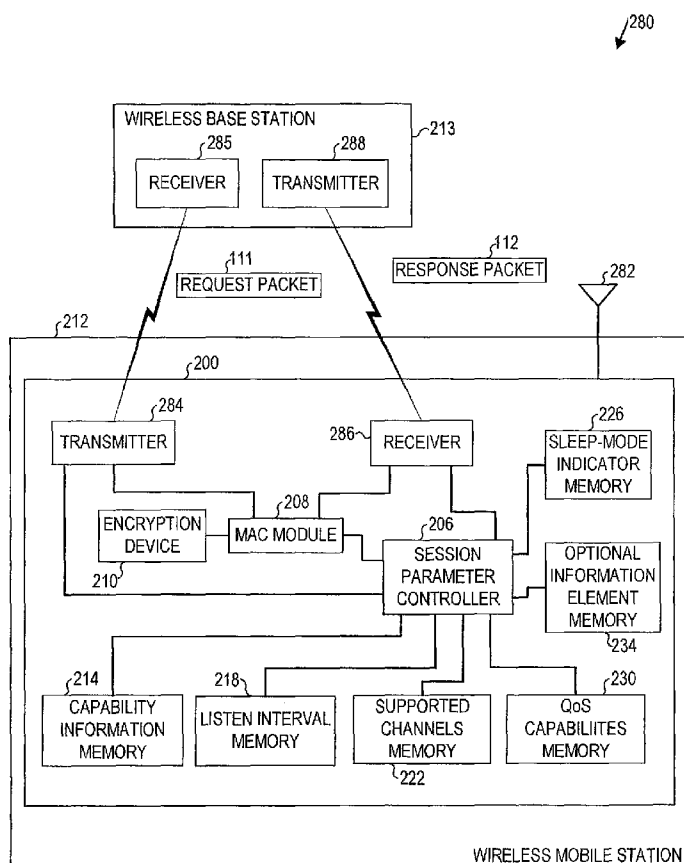 280
WIRELESS BASE STATION
213
285
288
RECEIVER
TRANSMITTER
111
REQUEST PACKET
112
RESPONSE PACKET
282
212
200
284
TRANSMITTER
286
RECEIVER
226
SLEEP-MODE
INDICATOR
MEMORY
208
MAC MODULE
ENCRYPTION
DEVICE
210
206
SESSION
PARAMETER
CONTROLLER
OPTIONAL
INFORMATION
ELEMENT
MEMORY
234
214
CAPABILITY
INFORMATION
MEMORY
218
LISTEN INTERVAL
MEMORY
SUPPORTED
CHANNELS
MEMORY
222
230
QoS
CAPABILIITES
MEMORY
WIRELESS MOBILE STATION